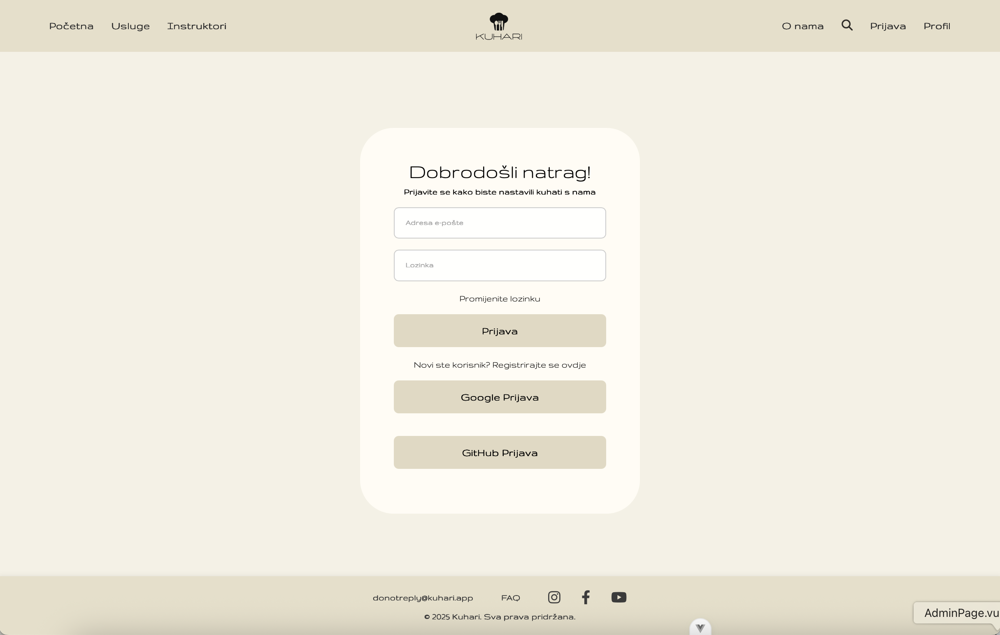 Početna Usluge Instruktori KUHARI O nama Prijava Profil
Dobrodošli natrag!
Prijavite se kako biste nastavili kuhati s nama
Adresa e-pošte
Lozinka
Promijenite lozinku
Prijava
Novi ste korisnik? Registrirajte se ovdje
Google Prijava
GitHub Prijava
donotreply@kuhari.app FAQ
© 2025 Kuhari. Sva prava pridržana.
AdminPage.vu